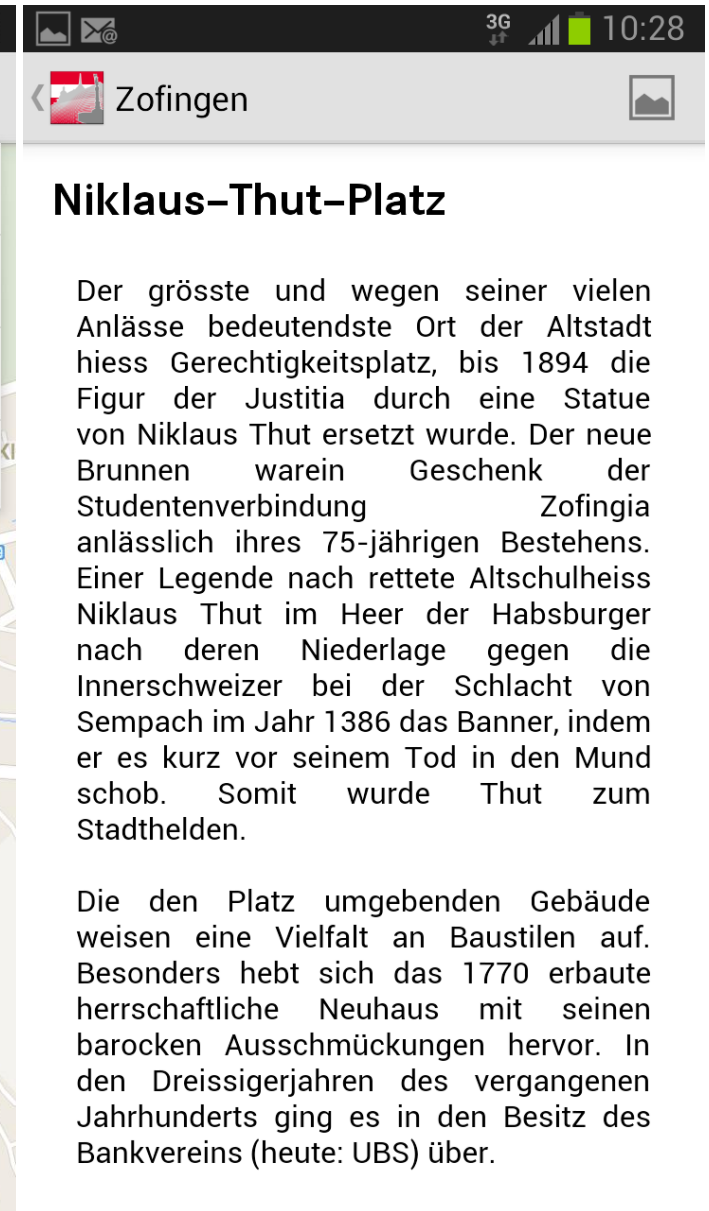 3G 10:28
Zofingen
Niklaus–Thut–Platz
Der grösste und wegen seiner vielen
Anlässe bedeutendste Ort der Altstadt
hiess Gerechtigkeitsplatz, bis 1894 die
Figur der Justitia durch eine Statue
von Niklaus Thut ersetzt wurde. Der neue
Brunnen warein Geschenk der
Studentenverbindung Zofingia
anlässlich ihres 75-jährigen Bestehens.
Einer Legende nach rettete Altschulheiss
Niklaus Thut im Heer der Habsburger
nach deren Niederlage gegen die
Innerschweizer bei der Schlacht von
Sempach im Jahr 1386 das Banner, indem
er es kurz vor seinem Tod in den Mund
schob. Somit wurde Thut zum
Stadthelden.
Die den Platz umgebenden Gebäude
weisen eine Vielfalt an Baustilen auf.
Besonders hebt sich das 1770 erbaute
herrschaftliche Neuhaus mit seinen
barocken Ausschmückungen hervor. In
den Dreissigerjahren des vergangenen
Jahrhunderts ging es in den Besitz des
Bankvereins (heute: UBS) über.